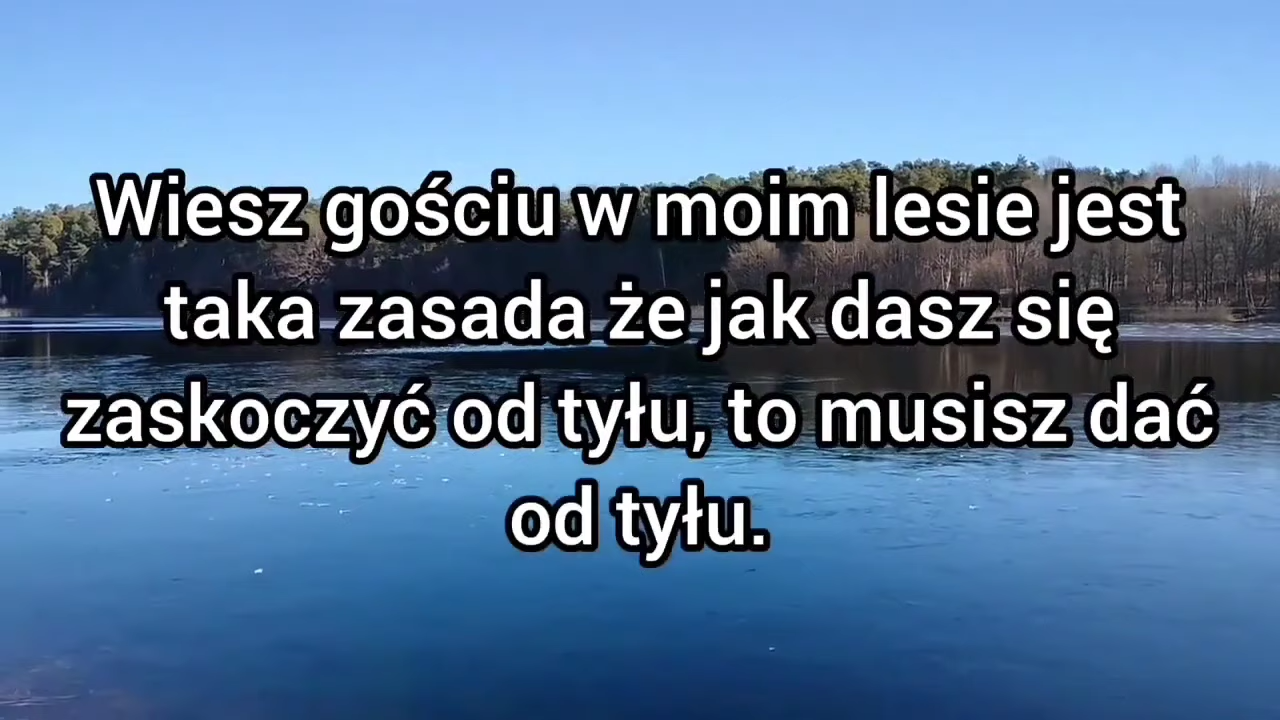 Wiesz gościu w moim lesie jest
taka zasada że jak dasz się
zaskoczyć od tyłu, to musisz dać
od tyłu.